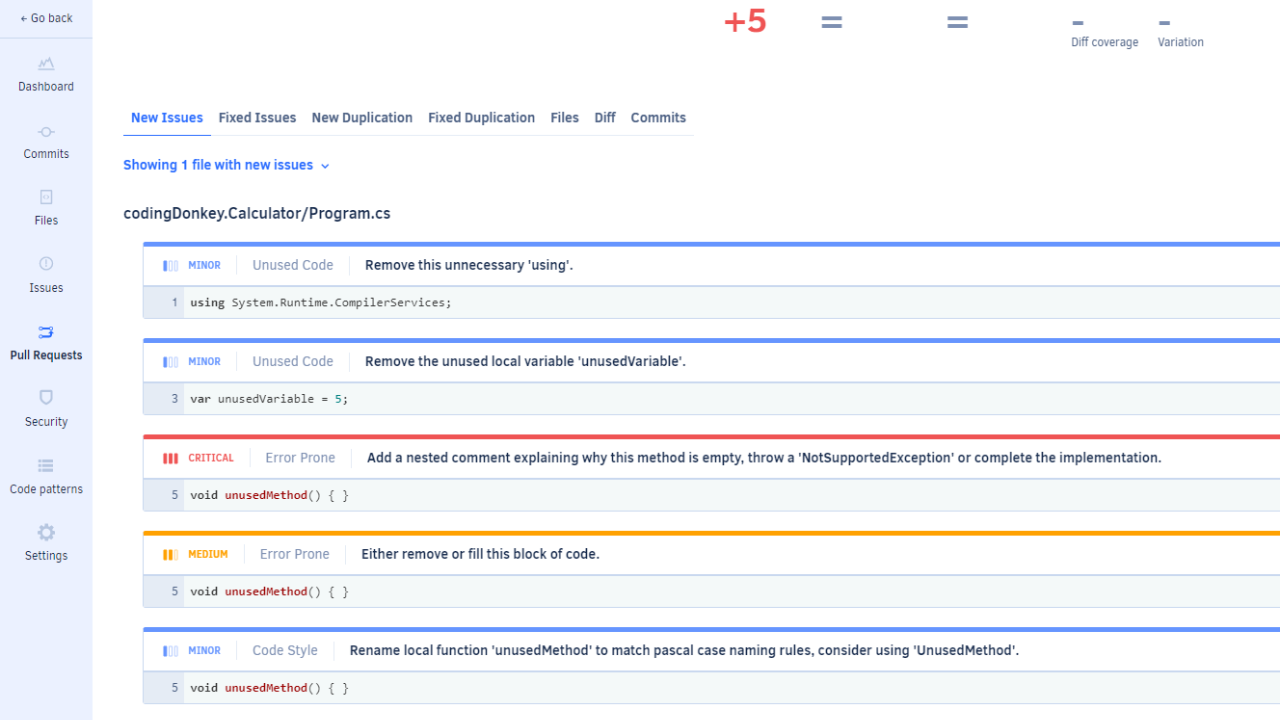 ← Go back
Dashboard
Commits
Files
Issues
Pull Requests
Security
Code patterns
Settings
+5 = = - -
Diff coverage Variation
New Issues Fixed Issues New Duplication Fixed Duplication Files Diff Commits
Showing 1 file with new issues
codingDonkey.Calculator/Program.cs
MINOR Unused Code Remove this unnecessary 'using'.
1 using System.Runtime.CompilerServices;
MINOR Unused Code Remove the unused local variable 'unusedVariable'.
3 var unusedVariable = 5;
CRITICAL Error Prone Add a nested comment explaining why this method is empty, throw a 'NotSupportedException' or complete the implementation.
5 void unusedMethod() { }
MEDIUM Error Prone Either remove or fill this block of code.
5 void unusedMethod() { }
MINOR Code Style Rename local function 'unusedMethod' to match pascal case naming rules, consider using 'UnusedMethod'.
5 void unusedMethod() { }